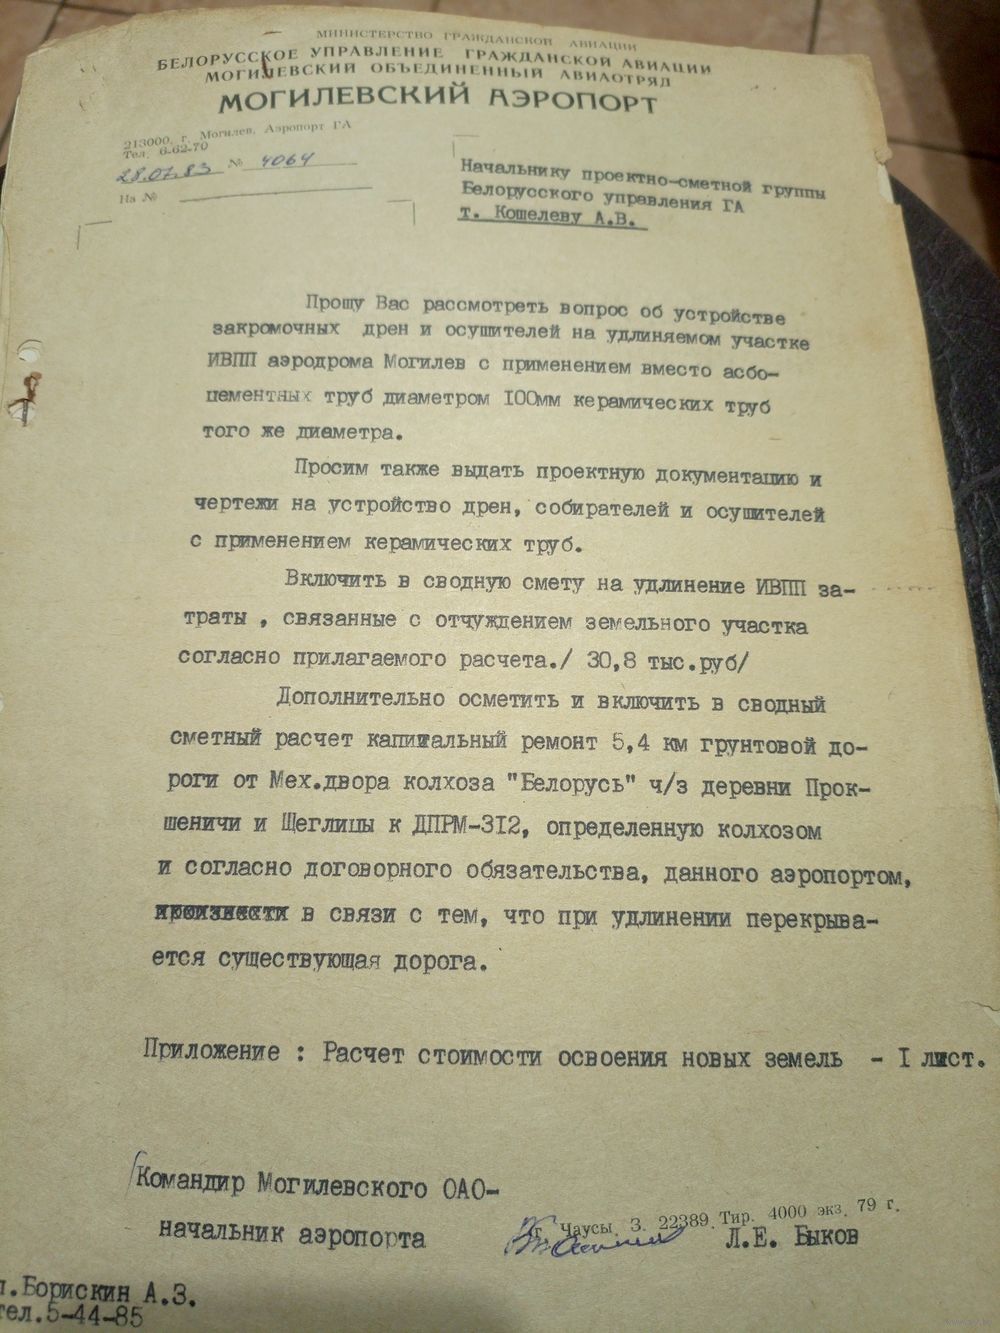 МИНИСТЕРСТВО ГРАЖДАНСКОЙ АВИАЦИИ
БЕЛОРУССКОЕ УПРАВЛЕНИЕ ГРАЖДАНСКОЙ АВИАЦИИ
МОГИЛЕВСКИЙ ОБЪЕДИНЕННЫЙ АВИАОТРЯД
МОГИЛЕВСКИЙ АЭРОПОРТ
213000, г. Могилев, Аэропорт ГА
Тел. 6-62-70
28.07.83 № 4064
На №
Начальнику проектно-сметной группы
Белорусского управления ГА
т. Кошелеву А.В.
Прошу Вас рассмотреть вопрос об устройстве
закромочных дрен и осушителей на удлиняемом участке
ИВПП аэродрома Могилев с применением вместо асбо-
цементных труб диаметром 100мм керамических труб
того же диаметра.
Просим также выдать проектную документацию и
чертежи на устройство дрен, собирателей и осушителей
с применением керамических труб.
Включить в сводную смету на удлинение ИВПП за-
траты , связанные с отчуждением земельного участка
согласно прилагаемого расчета./ 30,8 тыс.руб/
Дополнительно осметить и включить в сводный
сметный расчет капитальный ремонт 5,4 км грунтовой до-
роги от Мех.двора колхоза "Белорусь" ч/з деревни Прок-
шеничи и Щеглицы к ДПРМ-312, определенную колхозом
и согласно договорного обязательства, данного аэропортом,
в связи с тем, что при удлинении перекрыва-
ется существующая дорога.
Приложение : Расчет стоимости освоения новых земель - I лист.
Командир Могилевского ОАО-
начальник аэропорта
г. Чаусы, З. 22389. Тир. 4000 экз. 79 г.
Л.Е. Быков
п.Борискин А.З.
тел.5-44-85